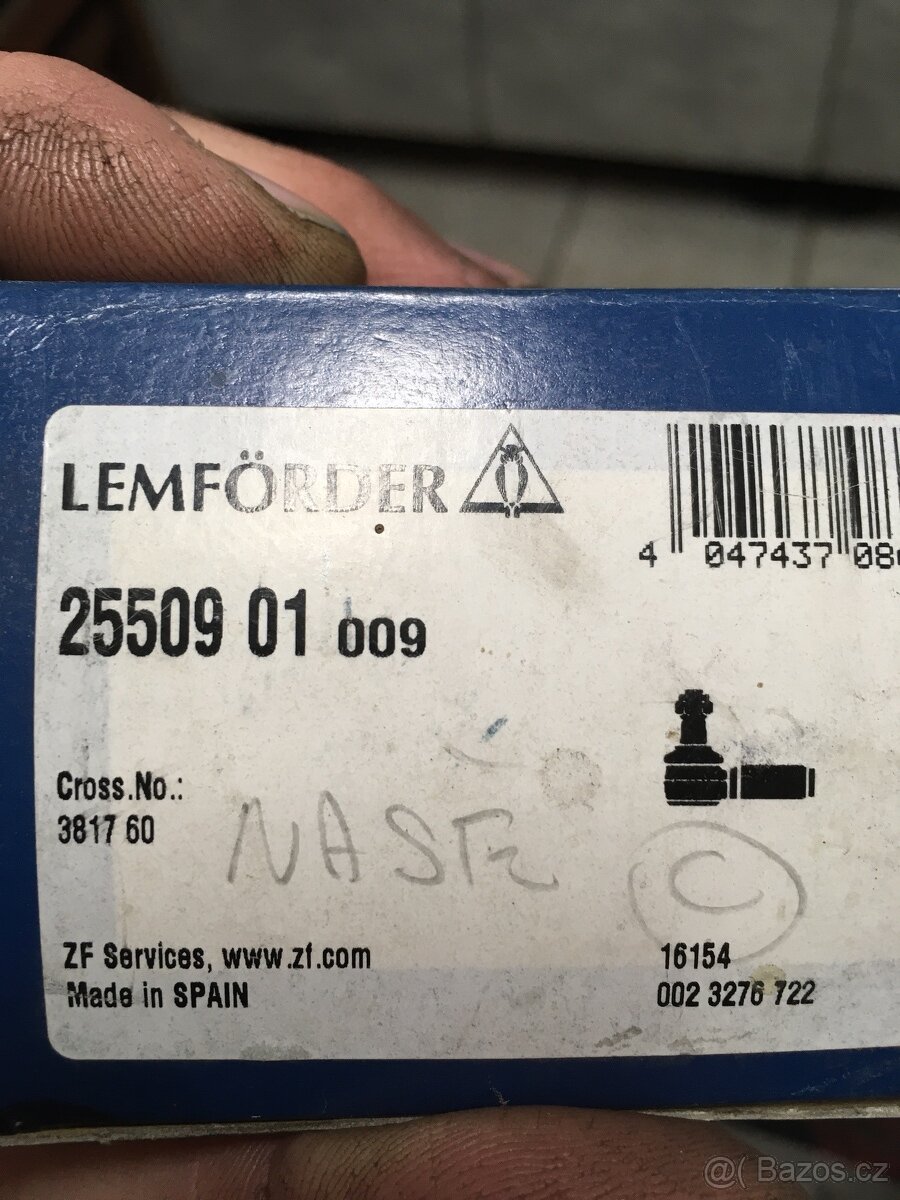 LEMFÖRDER
4 047437 08
25509 01 009
Cross.No.:
3817 60
NAŠE
C
ZF Services, www.zf.com
Made in SPAIN
16154
002 3276 722
@( Bazos.cz